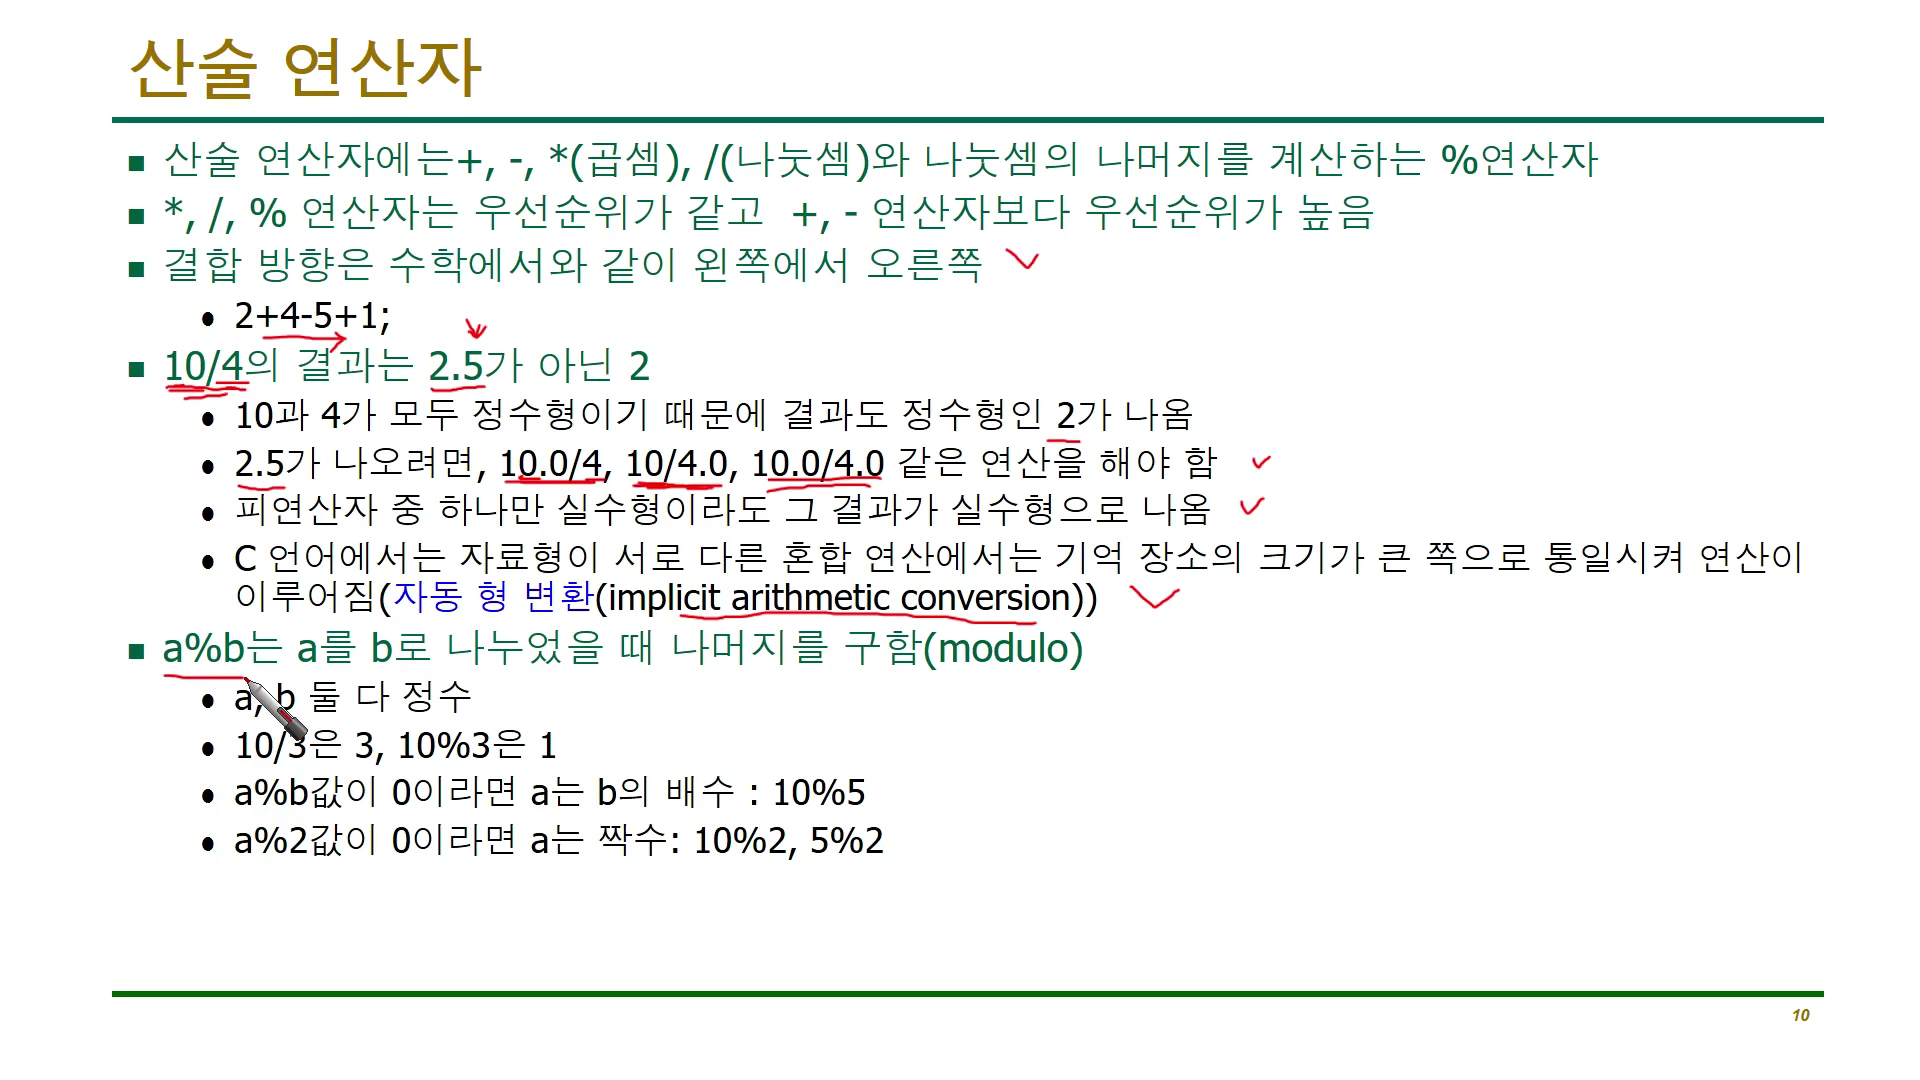 산술 연산자
산술 연산자에는+, -, *(곱셈), /(나눗셈)와 나눗셈의 나머지를 계산하는 %연산자
*, /, % 연산자는 우선순위가 같고 +, - 연산자보다 우선순위가 높음
결합 방향은 수학에서와 같이 왼쪽에서 오른쪽
2+4-5+1;
10/4의 결과는 2.5가 아닌 2
10과 4가 모두 정수형이기 때문에 결과도 정수형인 2가 나옴
2.5가 나오려면, 10.0/4, 10/4.0, 10.0/4.0 같은 연산을 해야 함
피연산자 중 하나만 실수형이라도 그 결과가 실수형으로 나옴
C 언어에서는 자료형이 서로 다른 혼합 연산에서는 기억 장소의 크기가 큰 쪽으로 통일시켜 연산이
이루어짐(자동 형 변환(implicit arithmetic conversion))
a%b는 a를 b로 나누었을 때 나머지를 구함(modulo)
a, b 둘 다 정수
10/3은 3, 10%3은 1
a%b값이 0이라면 a는 b의 배수 : 10%5
a%2값이 0이라면 a는 짝수: 10%2, 5%2
10